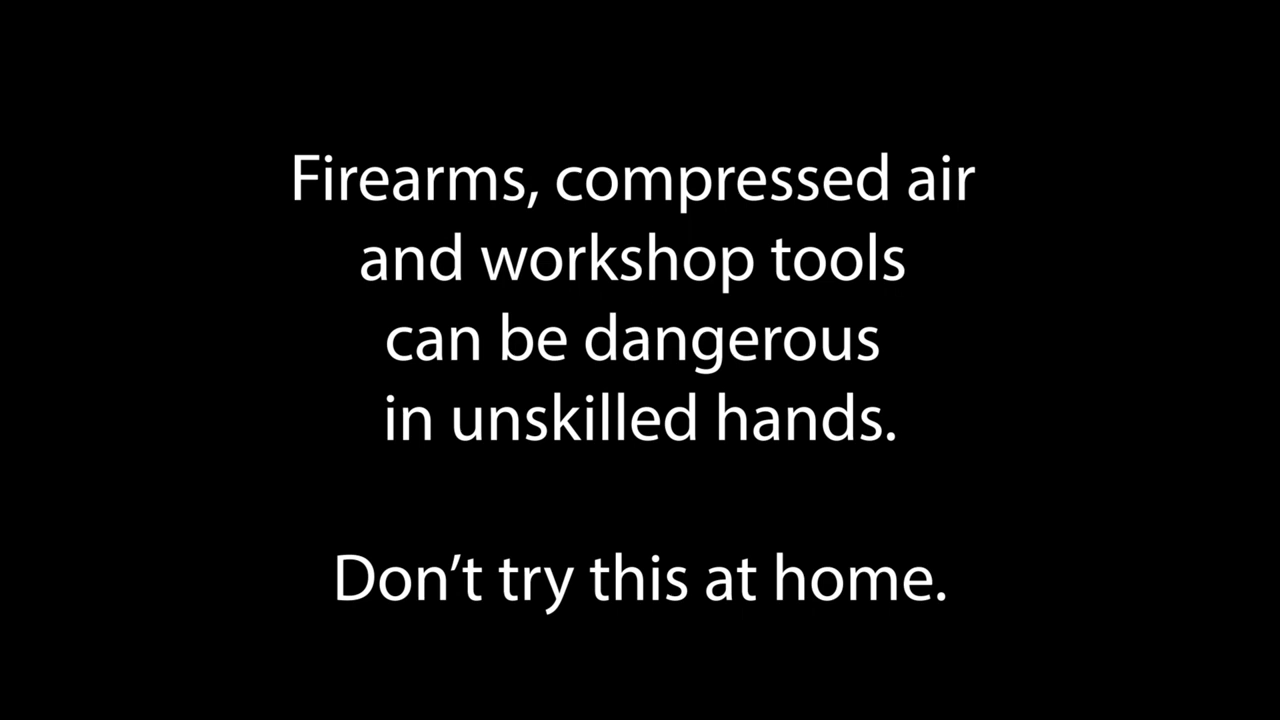 Firearms, compressed air
and workshop tools
can be dangerous
in unskilled hands.
Don’t try this at home.